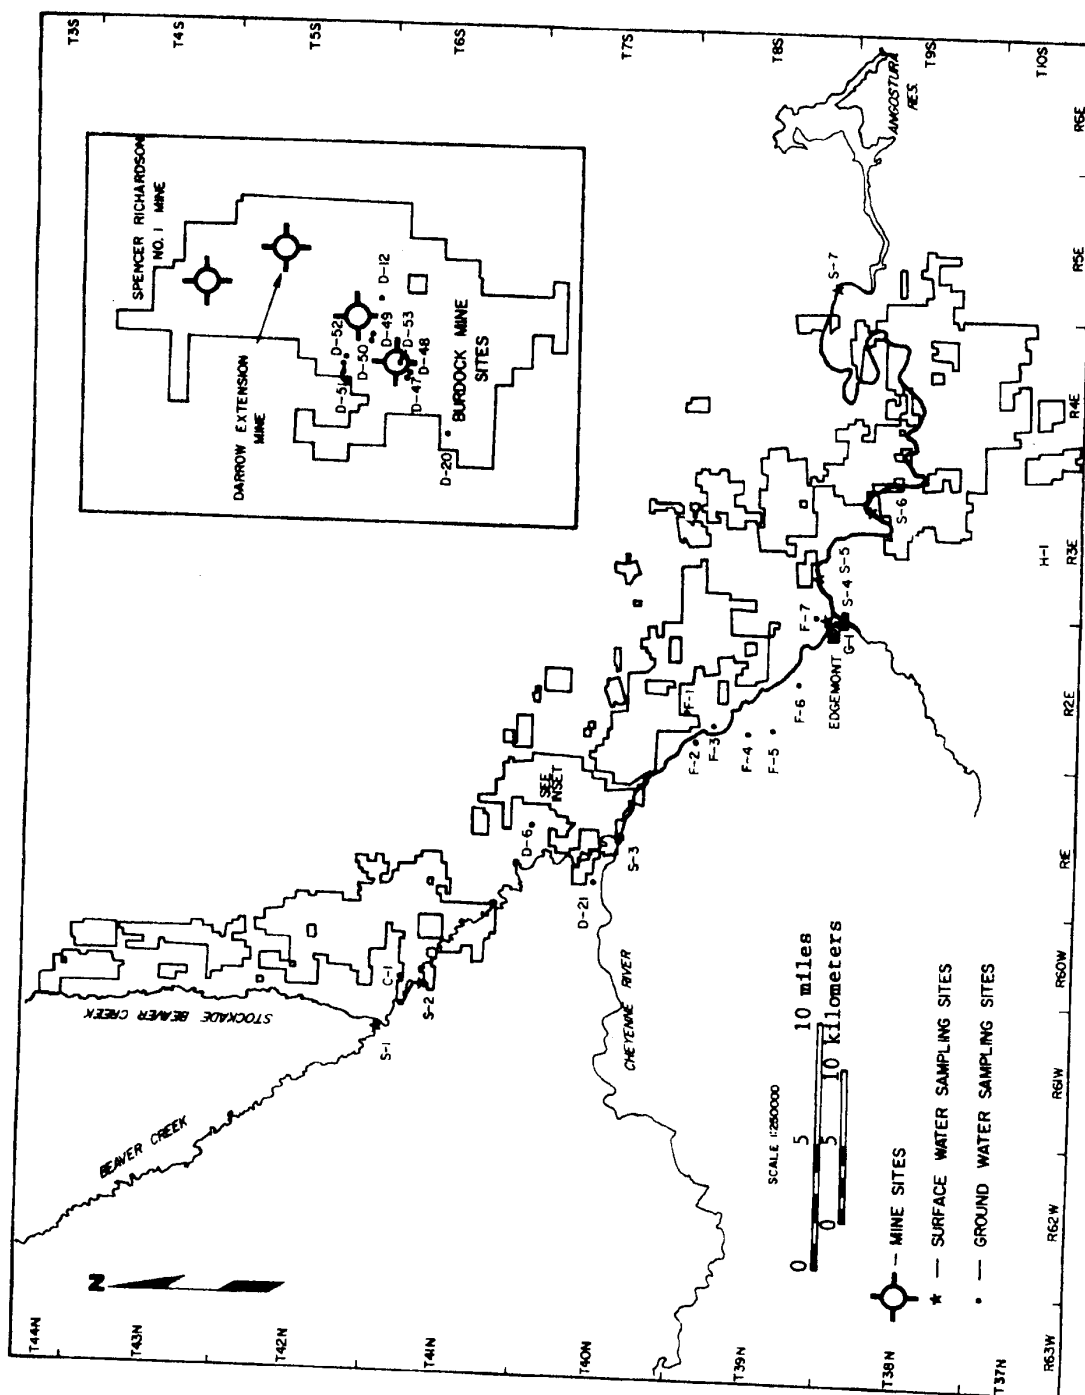 T44N
T43N
T42N
T41N
T40N
T39N
T38N
T37N
T3S
T4S
T5S
T6S
T7S
T8S
T9S
T10S
R63W
R62W
R61W
R60W
R1E
R2E
R3E
R4E
R5E
R6E
N
BEAVER CREEK
STOCKADE BEAVER CREEK
CHEYENNE RIVER
ANGOSTURA
RES.
EDGEMONT
SEE
INSET
S-1
S-2
C-1
S-3
D-21
D-6
F-1
F-2
F-3
F-4
F-5
F-6
F-7
G-1
S-4
S-5
S-6
S-7
H-1
SPENCER RICHARDSON
NO. 1 MINE
DARROW EXTENSION
MINE
BURDOCK MINE
SITES
D-51
D-52
D-50
D-49
D-12
D-53
D-47
D-48
D-20
SCALE 1:250000
0 5 10 miles
0 5 10 kilometers
— MINE SITES
— SURFACE WATER SAMPLING SITES
— GROUND WATER SAMPLING SITES